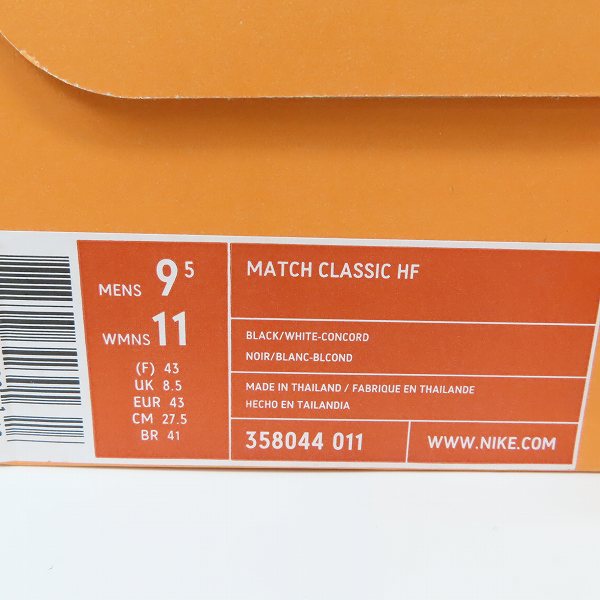 MENS 9 5
WMNS 11
(F) 43
UK 8.5
EUR 43
CM 27.5
BR 41
MATCH CLASSIC HF
BLACK/WHITE-CONCORD
NOIR/BLANC-BLCOND
MADE IN THAILAND / FABRIQUE EN THAILANDE
HECHO EN TAILANDIA
358044 011
WWW.NIKE.COM